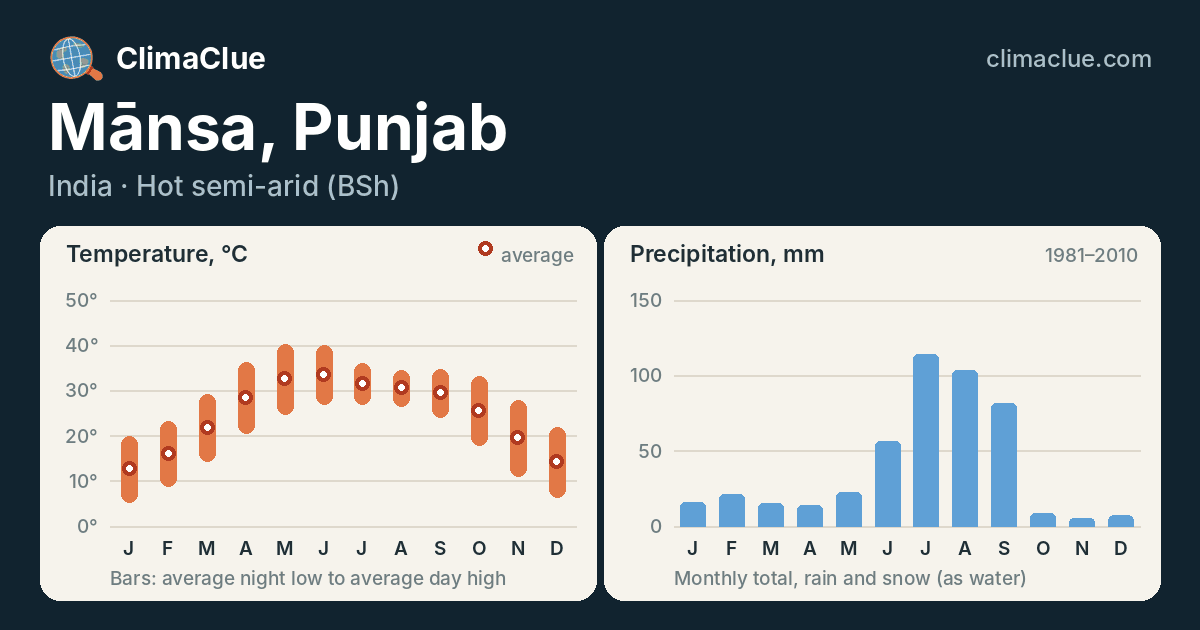 ClimaClue
climaclue.com
Mānsa, Punjab
India · Hot semi-arid (BSh)
Temperature, °C
average
50°
40°
30°
20°
10°
0°
J F M A M J J A S O N D
Bars: average night low to average day high
Precipitation, mm
1981–2010
150
100
50
0
J F M A M J J A S O N D
Monthly total, rain and snow (as water)